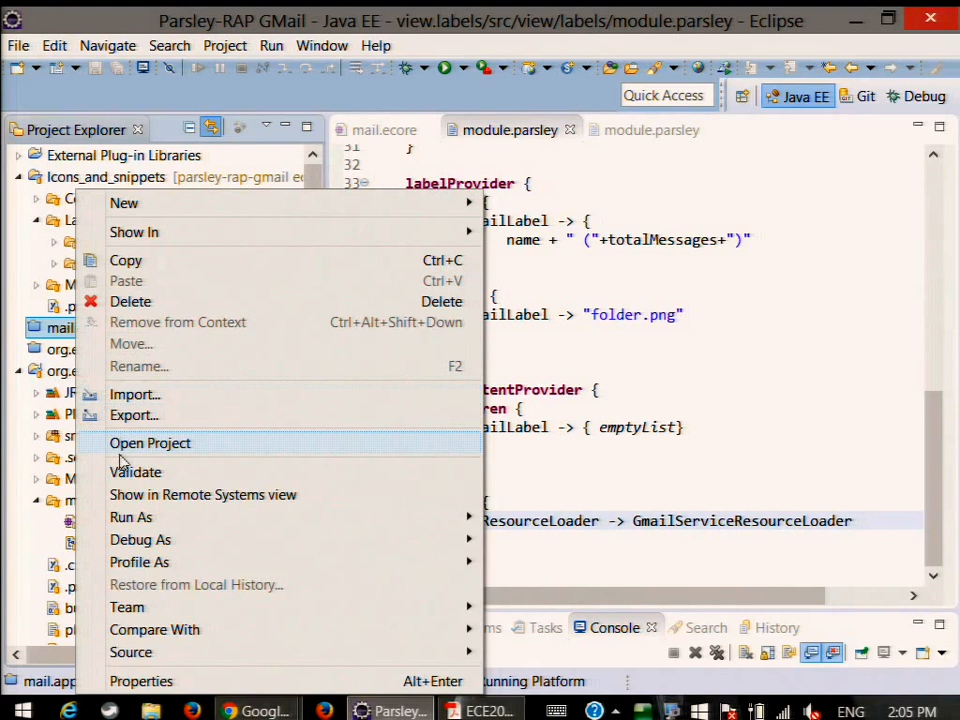 Parsley-RAP GMail - Java EE - view.labels/src/view/labels/module.parsley - Eclipse
File Edit Navigate Search Project Run Window Help
Quick Access Java EE Git Debug
Project Explorer mail.ecore module.parsley module.parsley
External Plug-in Libraries
Icons_and_snippets [parsley-rap-gmail
31 }
32
33 labelProvider {
{
ailLabel -> {
name + " ("+totalMessages+")"
{
ailLabel -> "folder.png"
tentProvider {
ren {
ailLabel -> { emptyList}
{
ResourceLoader -> GmailServiceResourceLoader
New
Show In
Copy Ctrl+C
Paste Ctrl+V
Delete Delete
Remove from Context Ctrl+Alt+Shift+Down
Move...
Rename... F2
Import...
Export...
Open Project
Validate
Show in Remote Systems view
Run As
Debug As
Profile As
Restore from Local History...
Team
Compare With
Source
Properties Alt+Enter
mail
ms Tasks Console Search History
mail.app unning Platform
Googl... Parsley... ECE20... ENG 2:05 PM